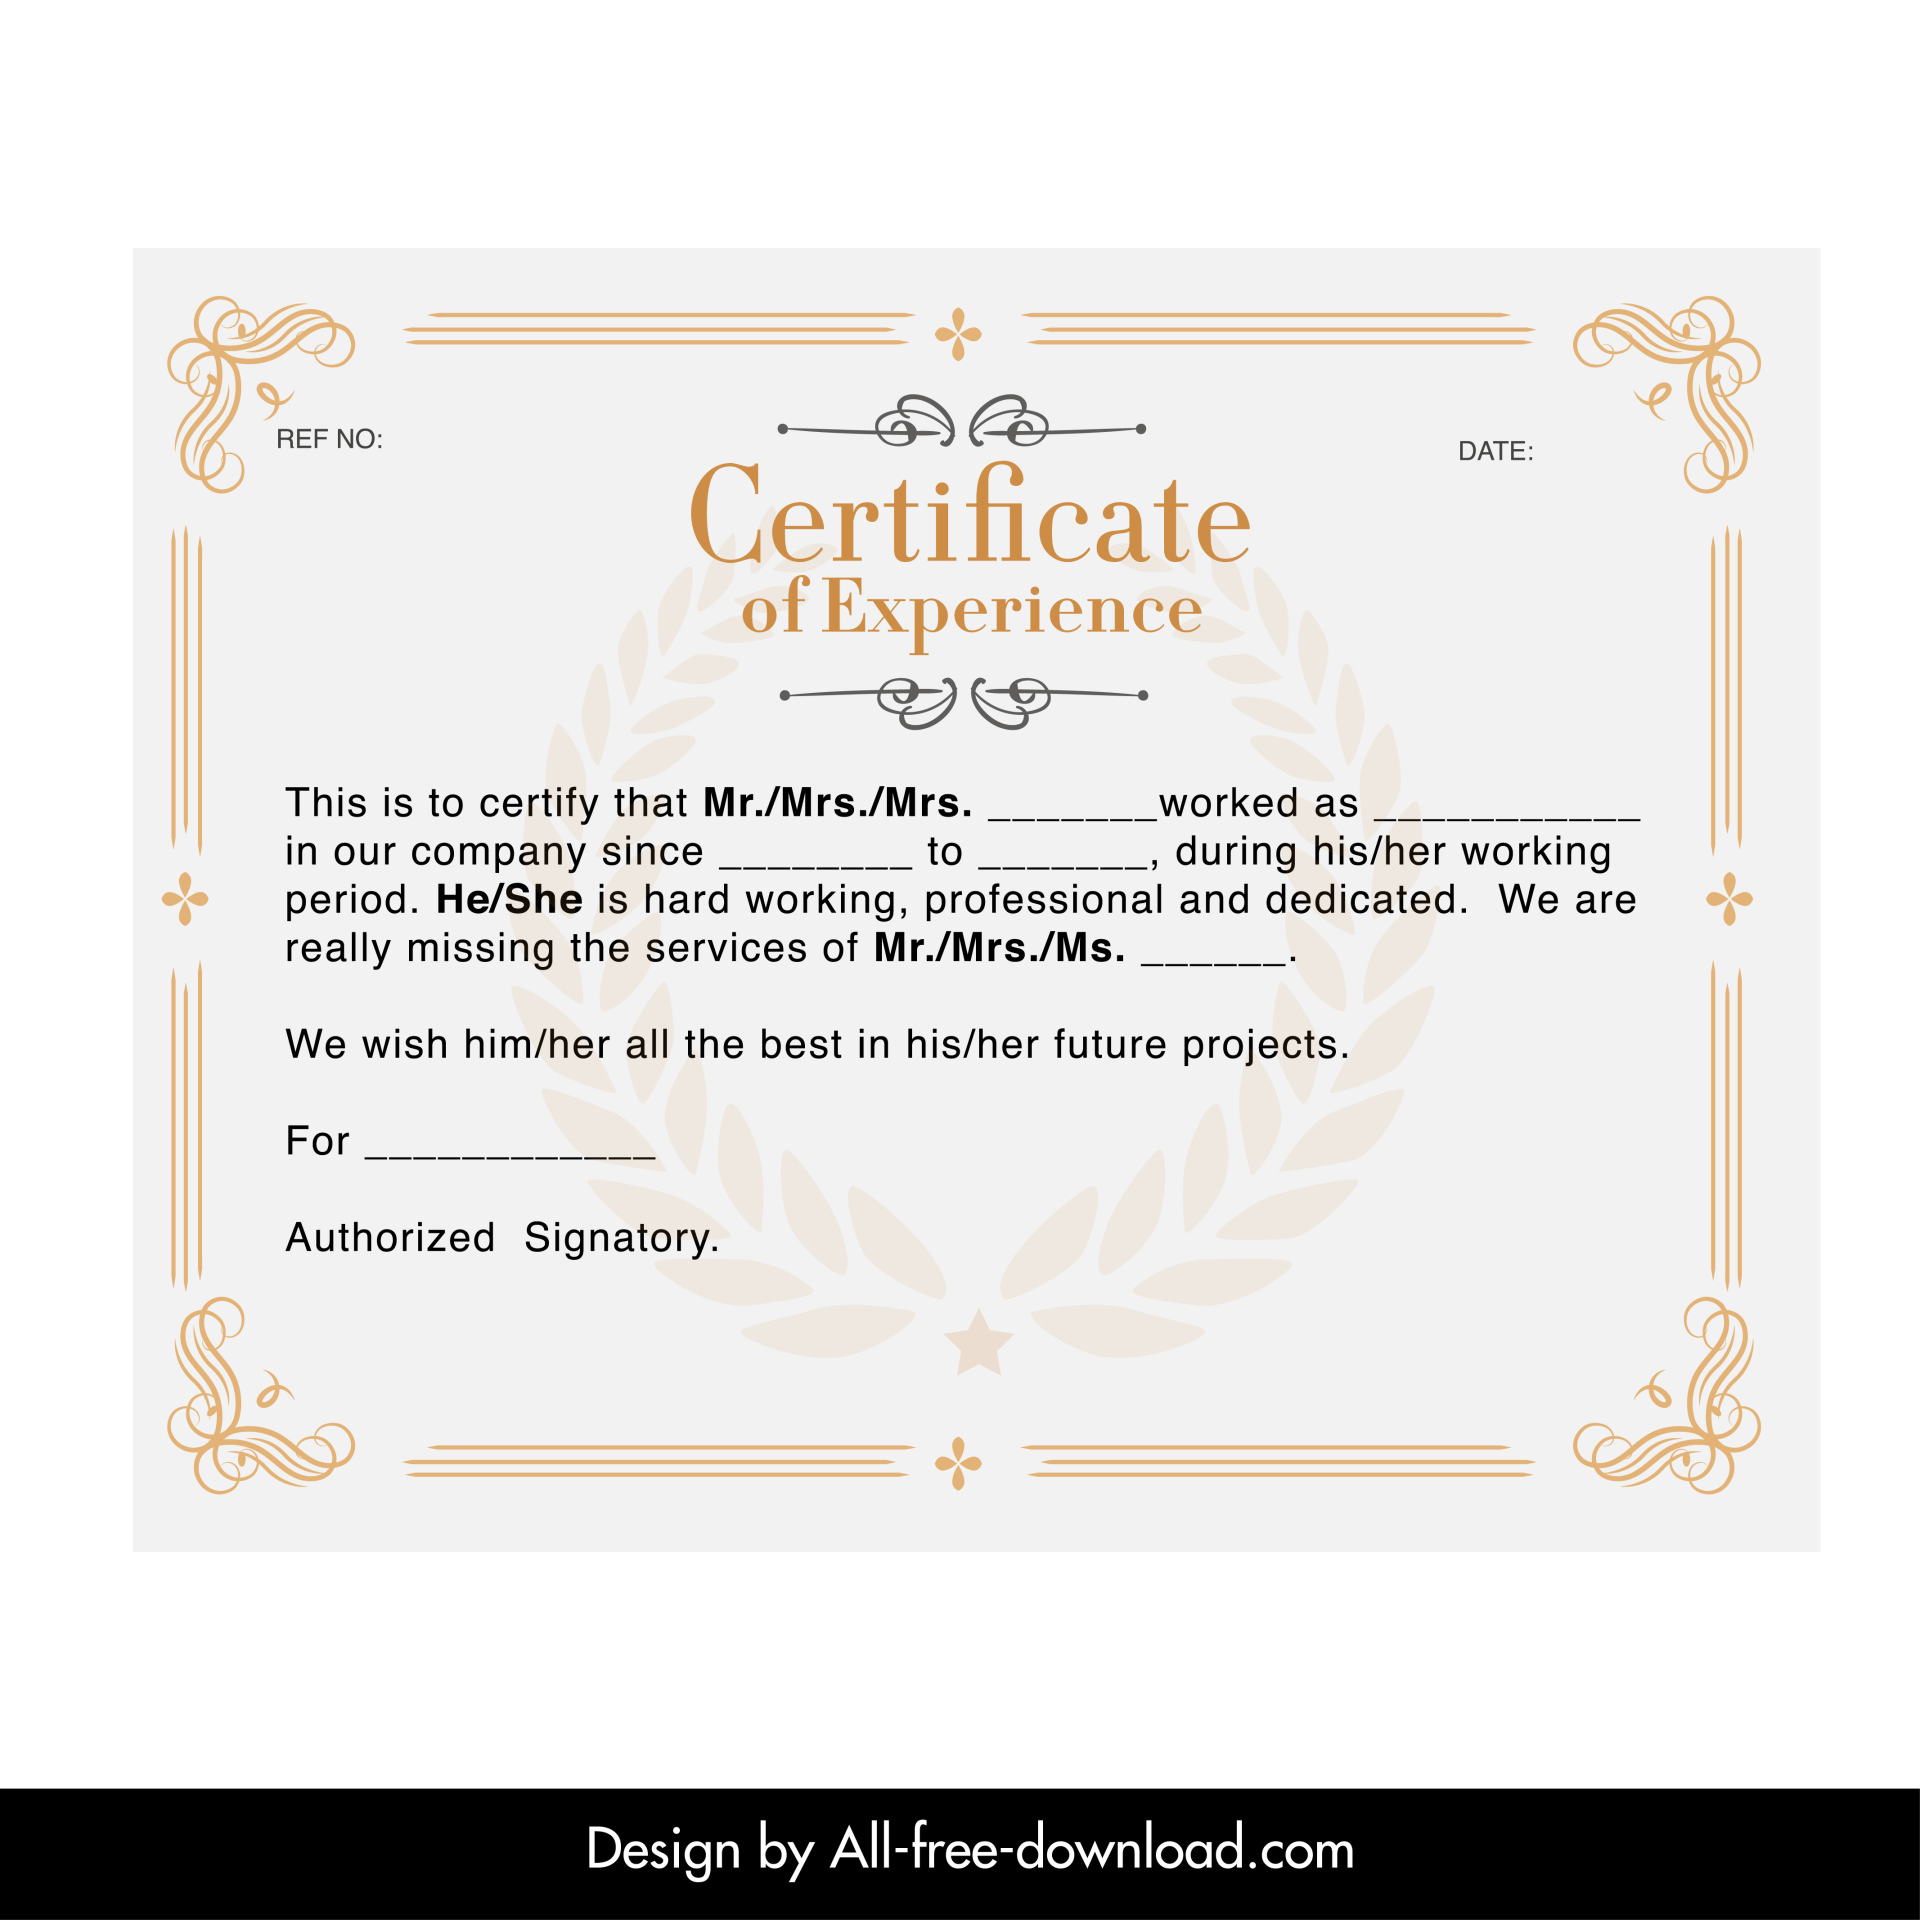 REF NO:
DATE:
Certificate
of Experience
This is to certify that Mr./Mrs./Mrs. _______worked as ___________
in our company since ________ to _______, during his/her working
period. He/She is hard working, professional and dedicated.  We are
really missing the services of Mr./Mrs./Ms. ______.
We wish him/her all the best in his/her future projects.
For ____________
Authorized  Signatory.
Design by All-free-download.com